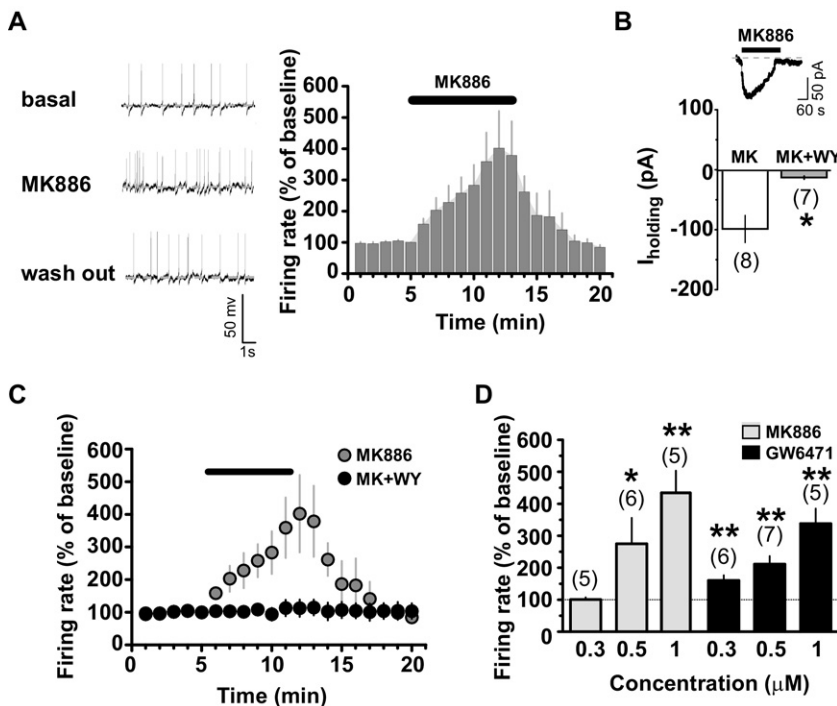 A
basal
MK886
wash out
50 mv
1s
Firing rate (% of baseline)
600
500
400
300
200
100
0
MK886
0 5 10 15 20
Time (min)
B
MK886
50 pA
60 s
Iholding (pA)
100
0
-100
-200
MK MK+WY
(8)
(7)
*
C
Firing rate (% of baseline)
600
500
400
300
200
100
0
MK886
MK+WY
0 5 10 15 20
Time (min)
D
Firing rate (% of baseline)
600
500
400
300
200
100
0
MK886
GW6471
(5)
*
(6)
**
(5)
**
(6)
**
(7)
**
(5)
0.3 0.5 1 0.3 0.5 1
Concentration (μM)